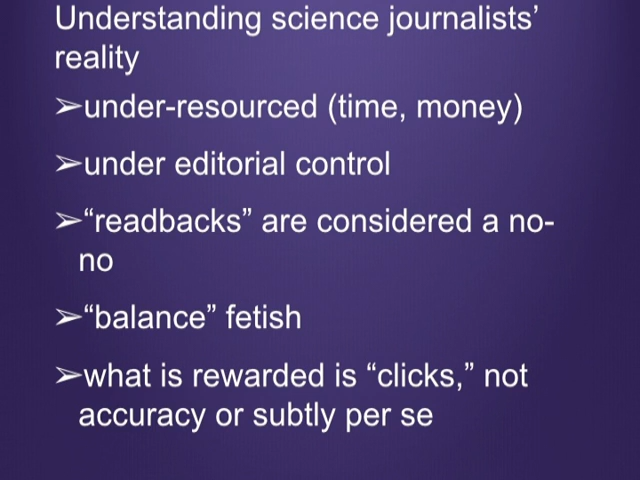 Understanding science journalists’
reality
➢under-resourced (time, money)
➢under editorial control
➢“readbacks” are considered a no-
no
➢“balance” fetish
➢what is rewarded is “clicks,” not
accuracy or subtly per se